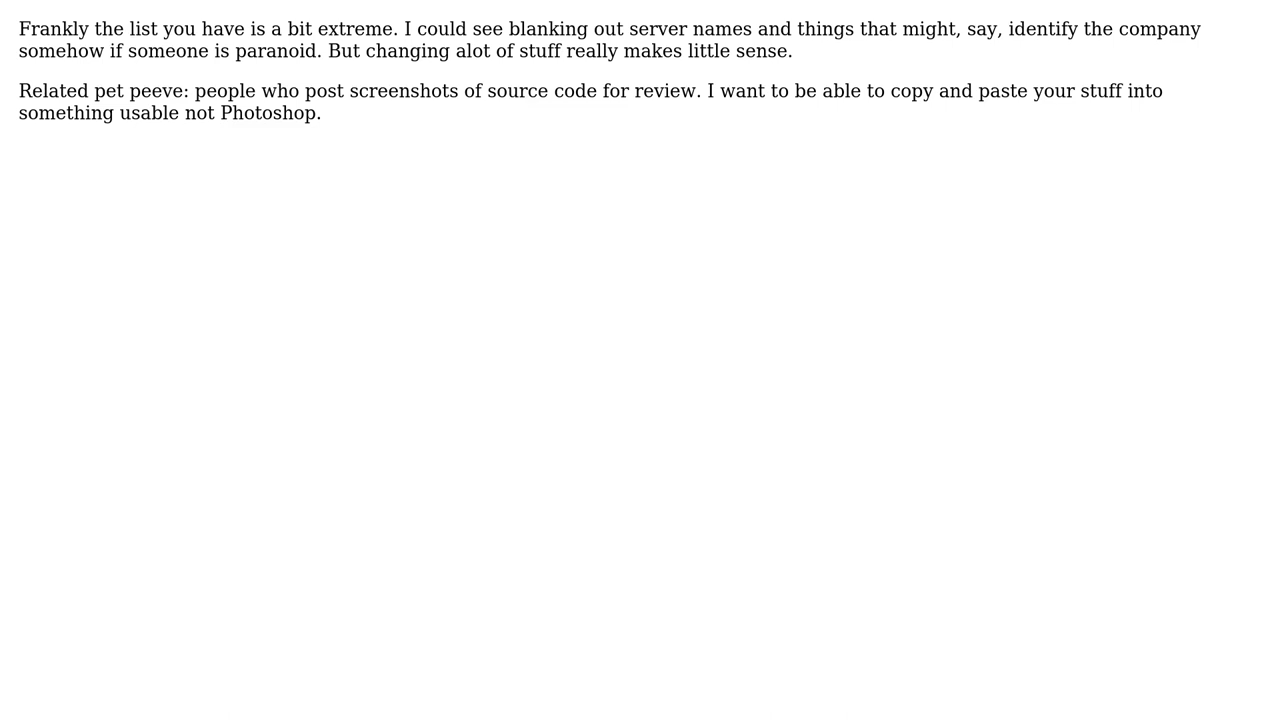 Frankly the list you have is a bit extreme. I could see blanking out server names and things that might, say, identify the company
somehow if someone is paranoid. But changing alot of stuff really makes little sense.
Related pet peeve: people who post screenshots of source code for review. I want to be able to copy and paste your stuff into
something usable not Photoshop.